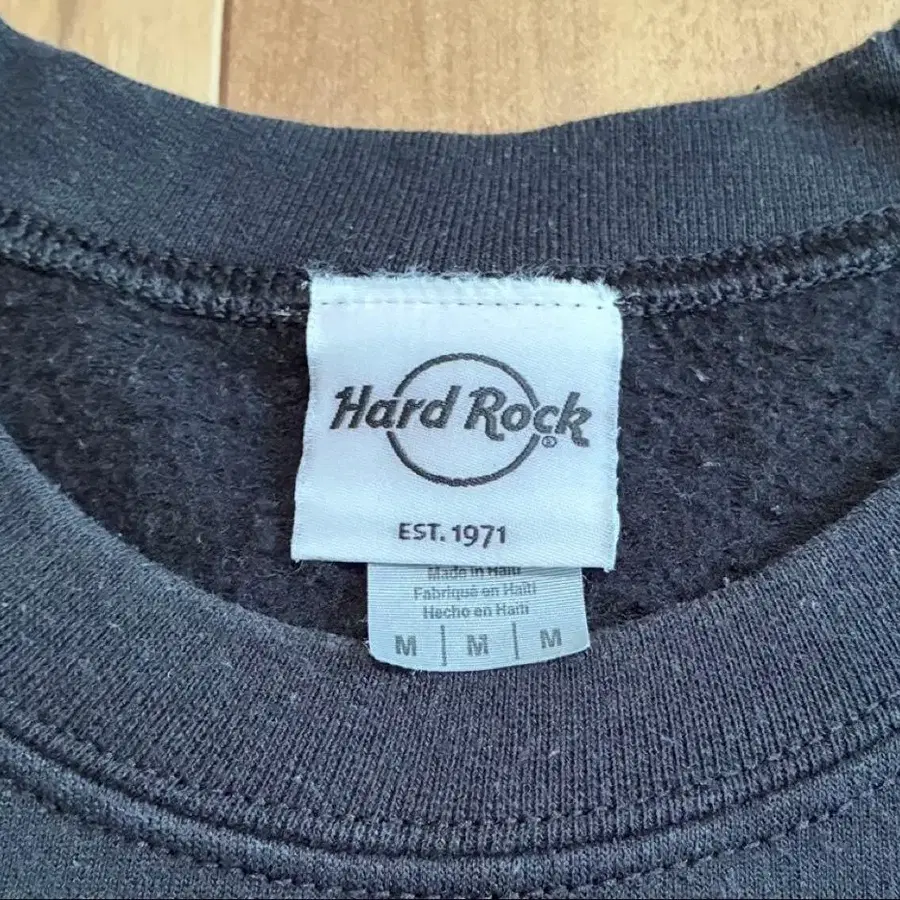 Hard Rock®
EST. 1971
Made in Haiti
Fabriqué en Haïti
Hecho en Haití
M | M | M